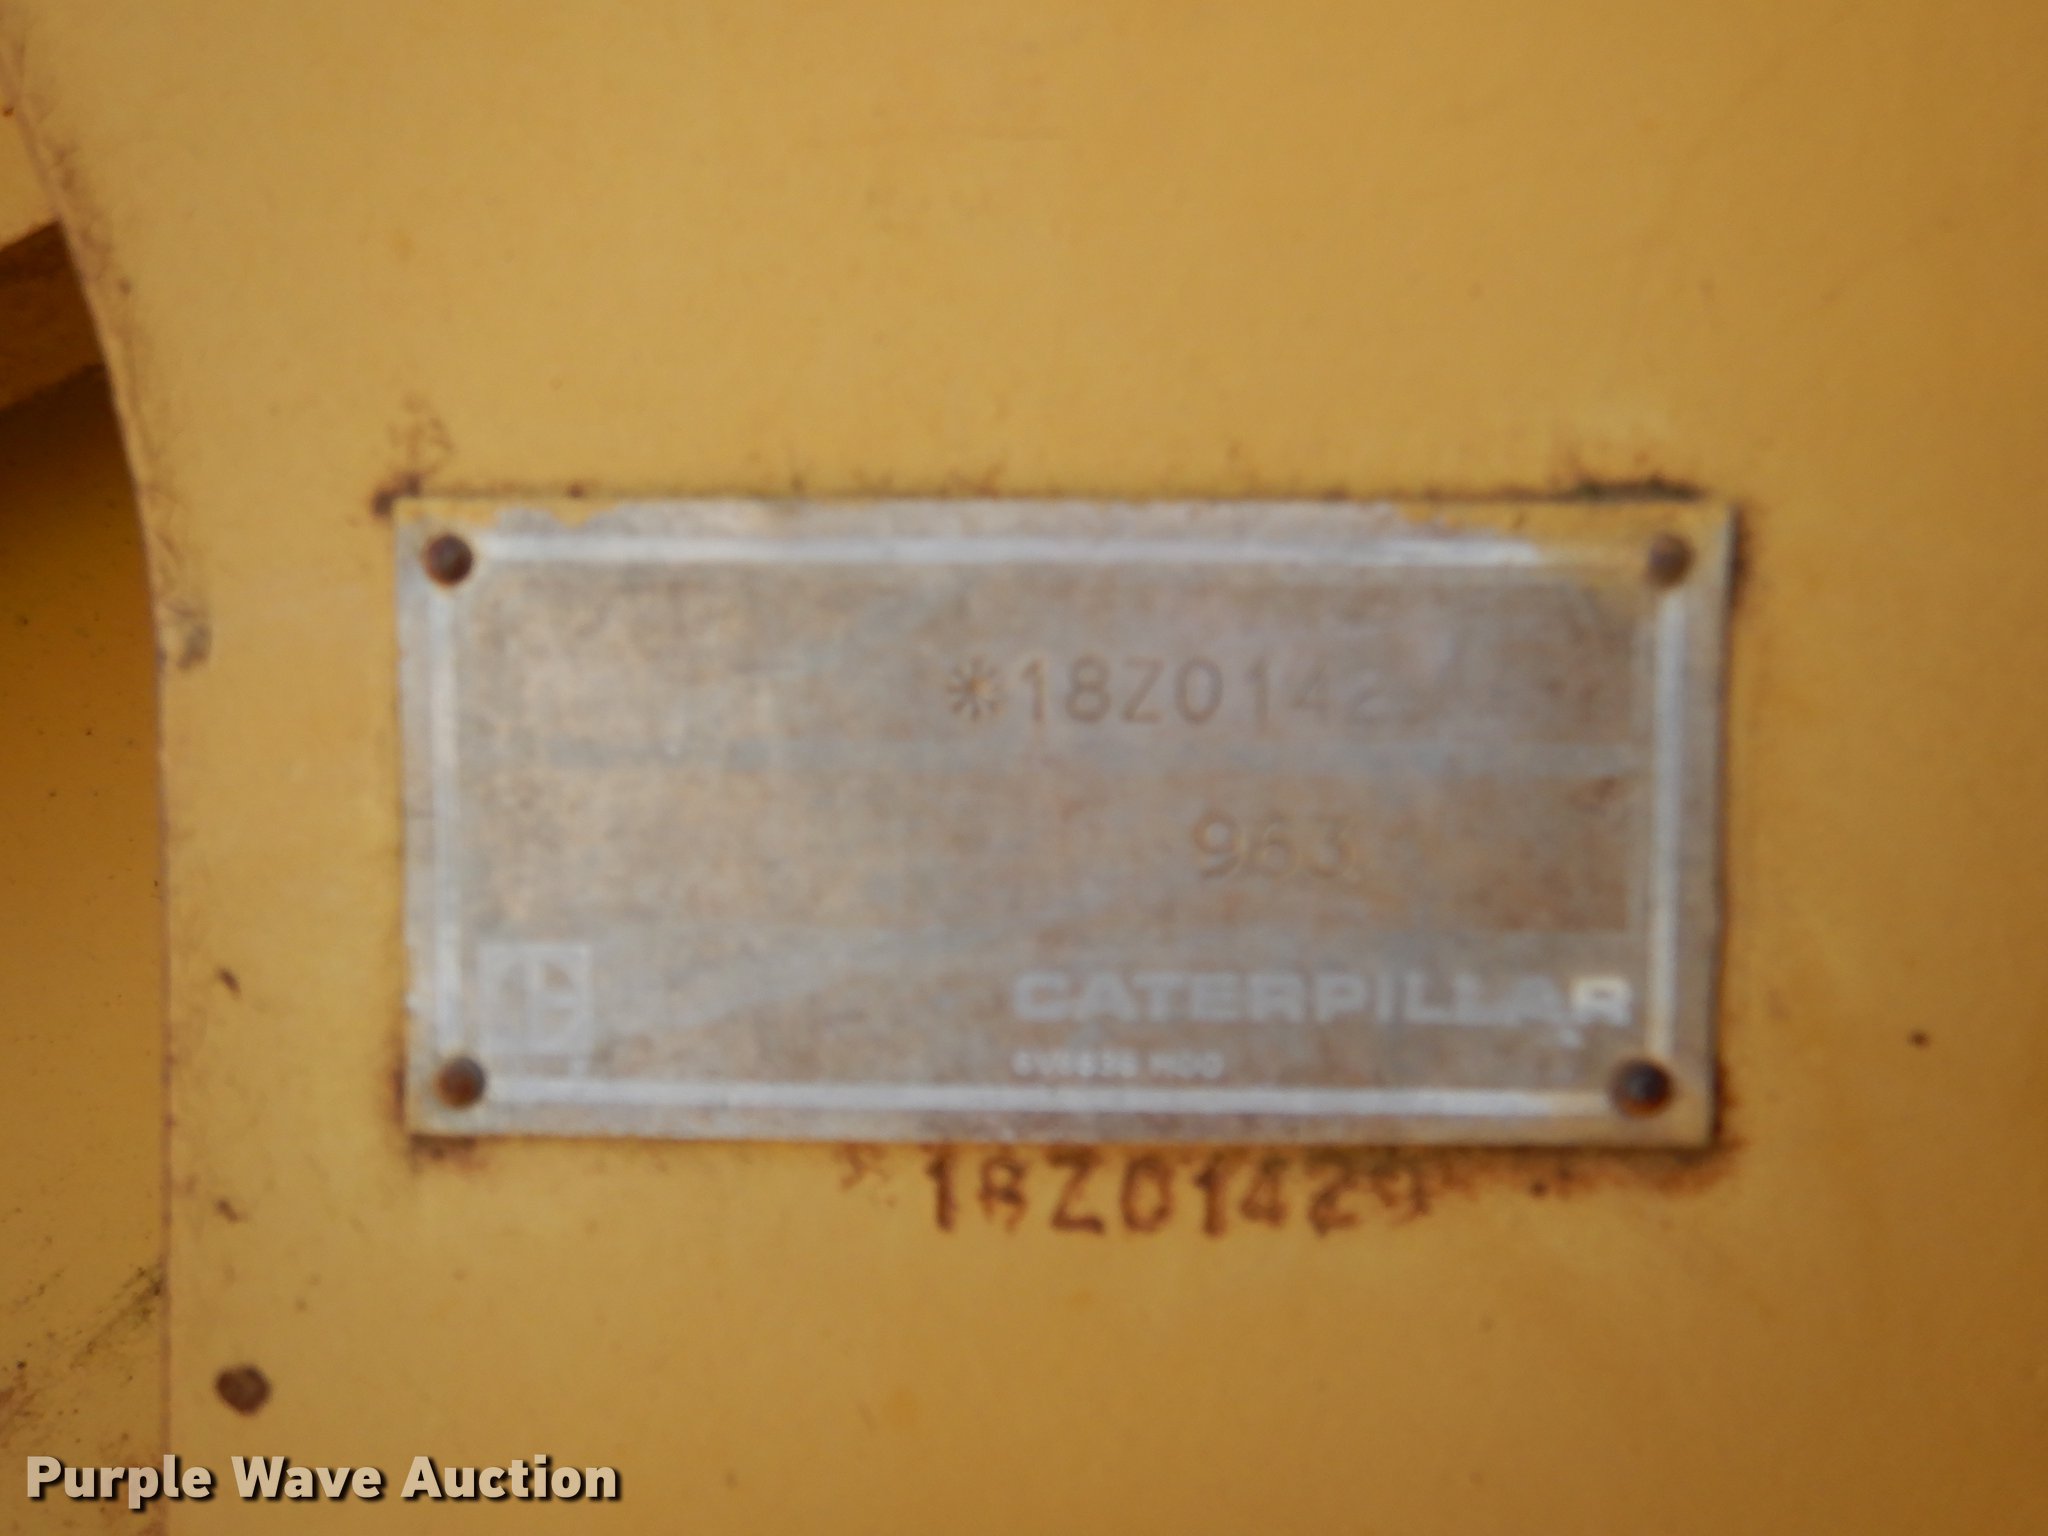 *18Z0142
963
CATERPILLAR
18Z01429
Purple Wave Auction